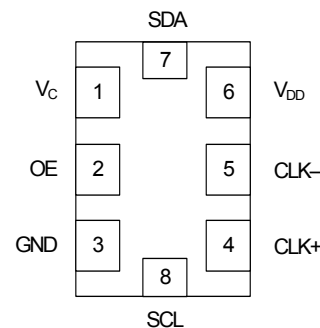 SDA
7
V_C 1 6 V_DD
OE 2 5 CLK–
GND 3 4 CLK+
8
SCL